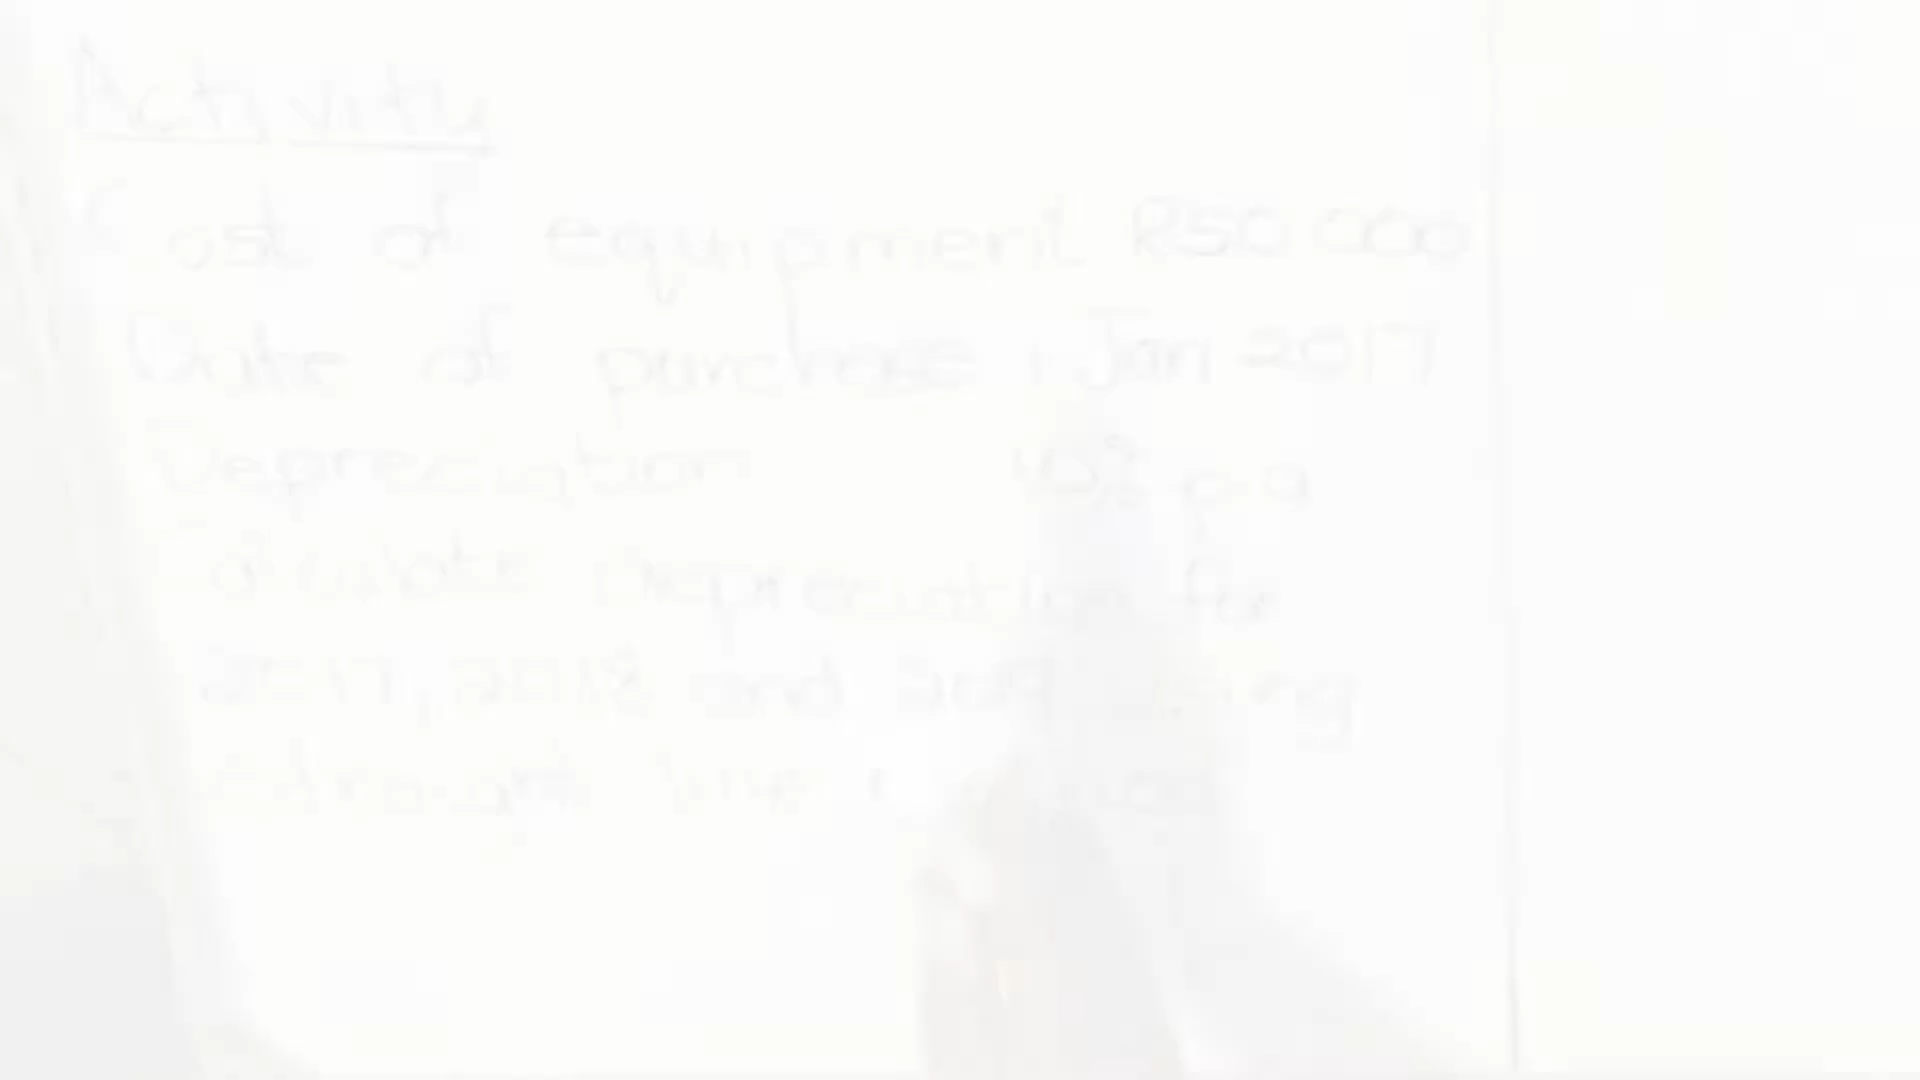 Activity
Cost of equipment R50 000
Date of purchase 1 Jan 2017
Depreciation 10% p.a
Calculate Depreciation for
2017, 2018 and 2019 using
straight line method